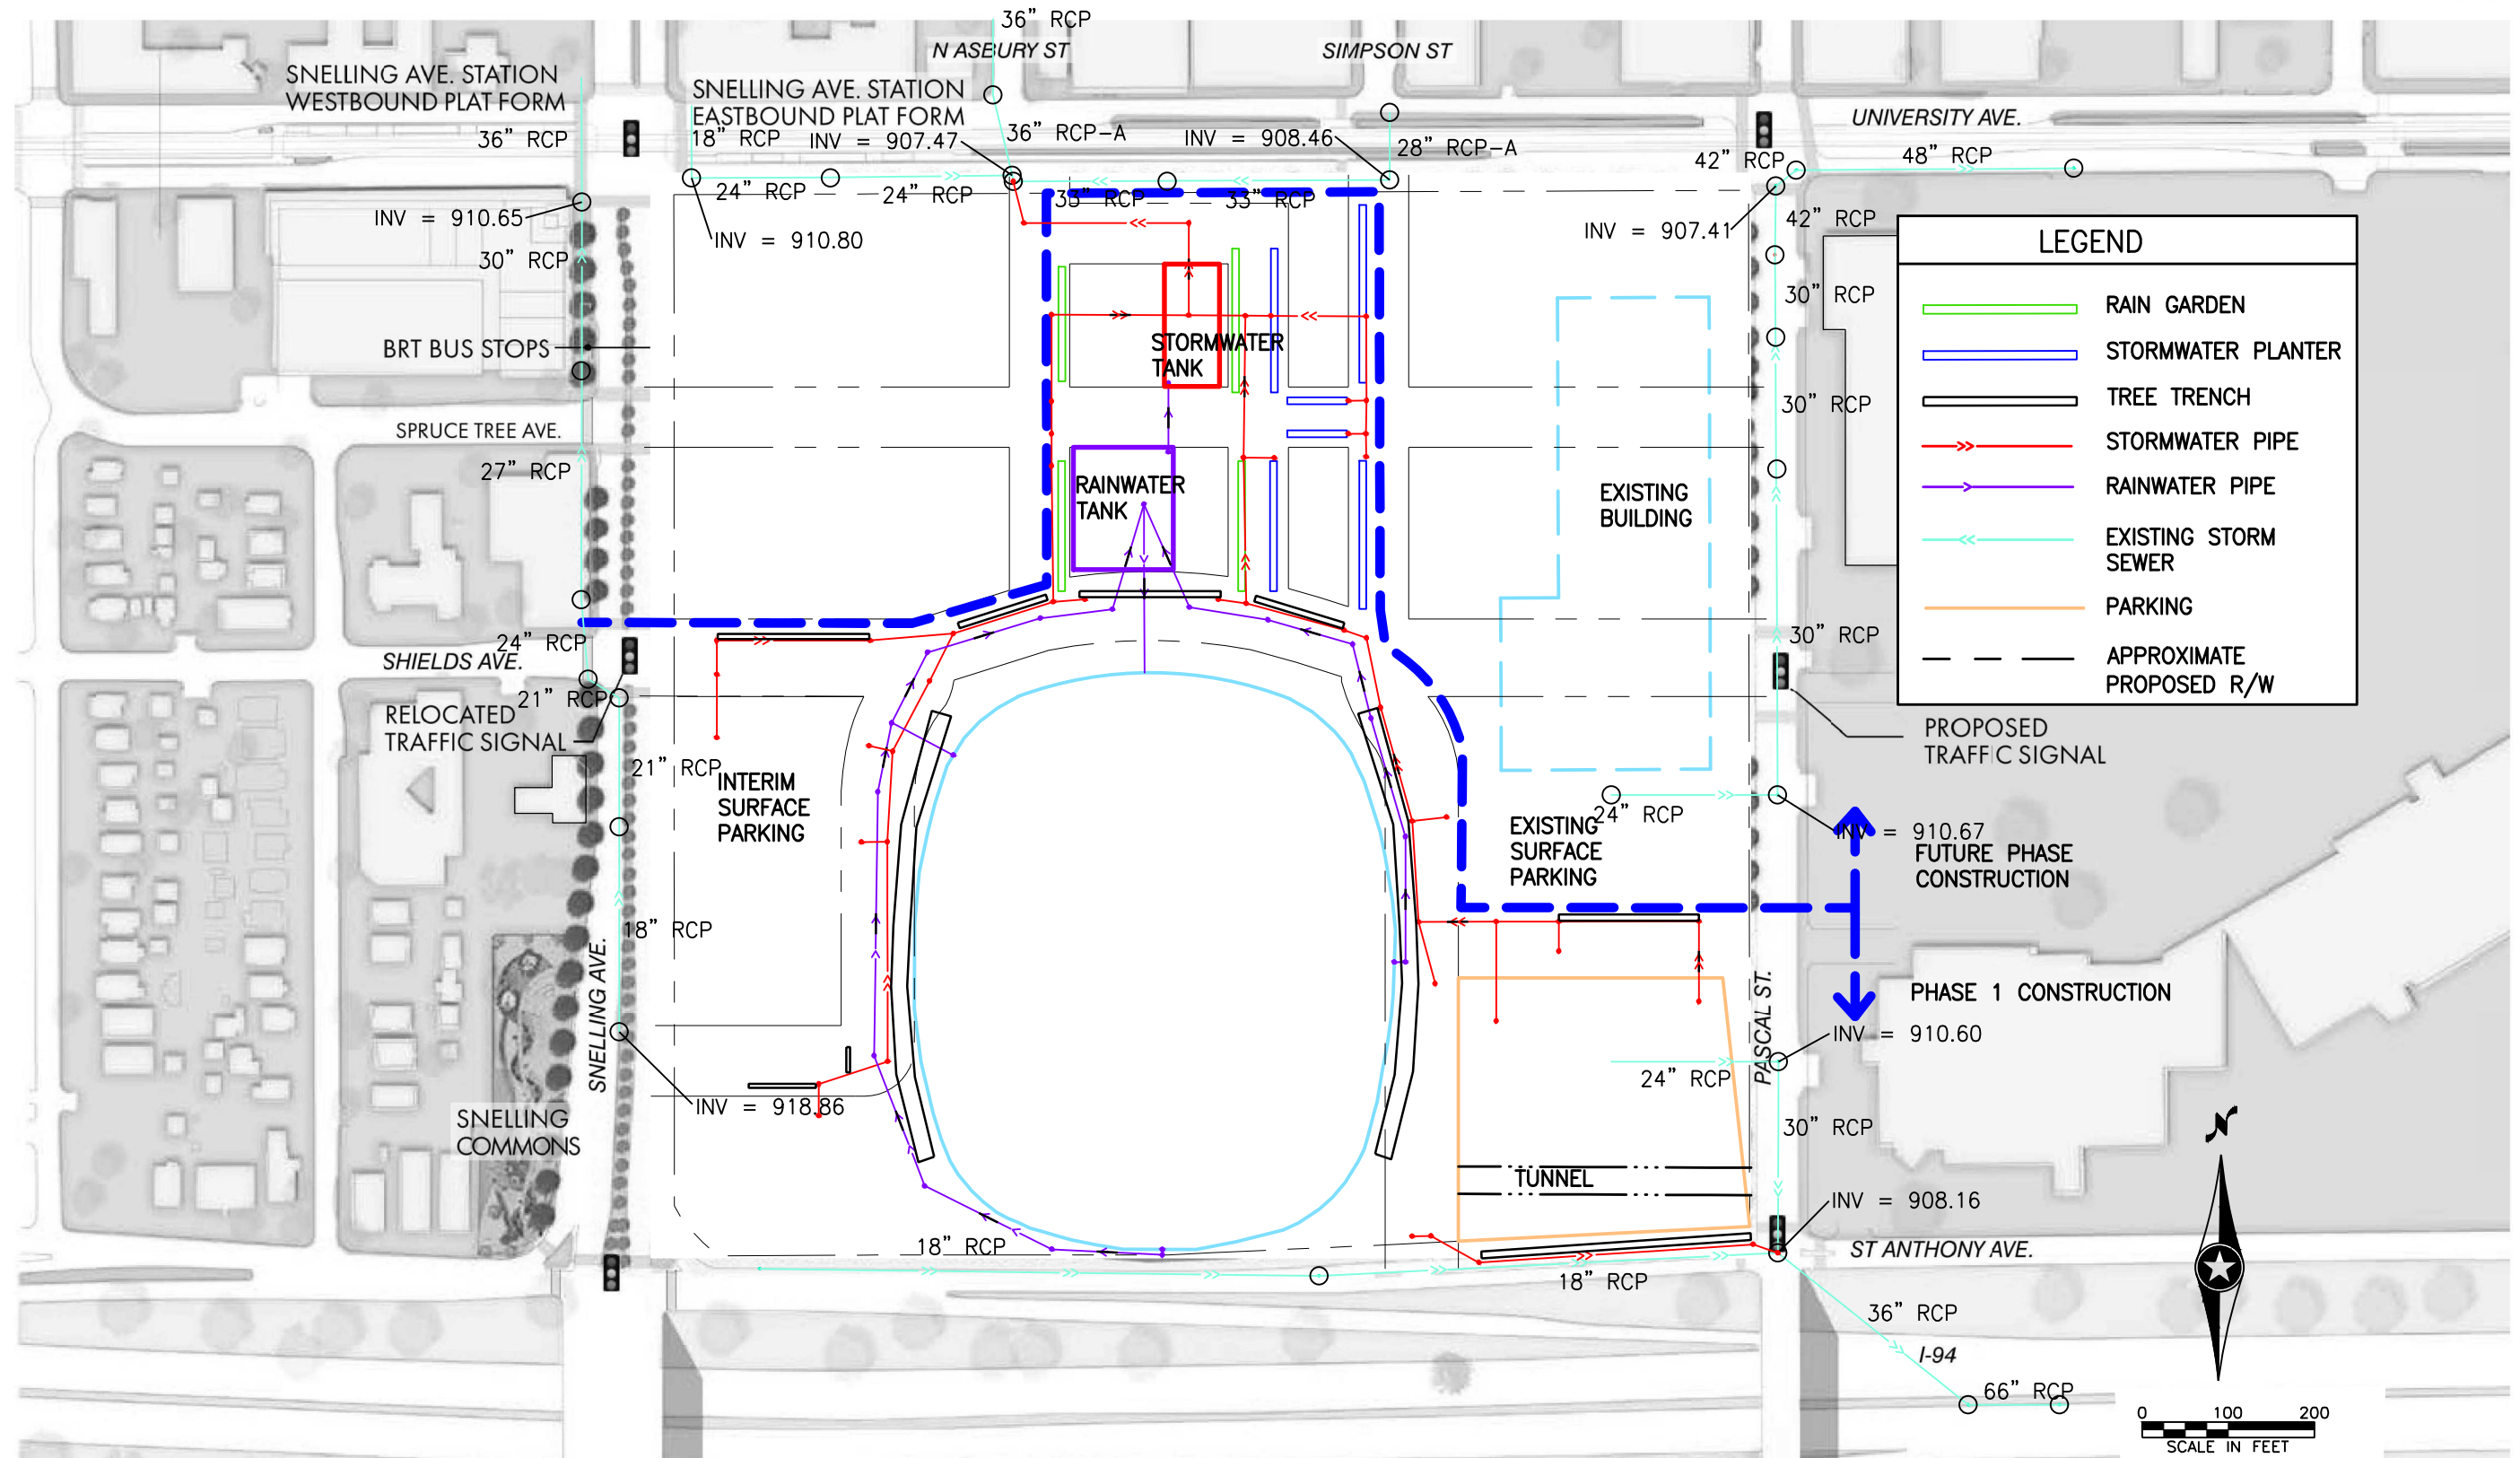 36” RCP
N ASBURY ST
SIMPSON ST
SNELLING AVE. STATION
WESTBOUND PLAT FORM
36” RCP
SNELLING AVE. STATION
EASTBOUND PLAT FORM
18” RCP
INV = 907.47
36” RCP-A
INV = 908.46
28” RCP-A
UNIVERSITY AVE.
42” RCP
48” RCP
24” RCP
24” RCP
33” RCP
33” RCP
INV = 910.65
INV = 910.80
INV = 907.41
42” RCP
30” RCP
30” RCP
BRT BUS STOPS
STORMWATER
TANK
30” RCP
SPRUCE TREE AVE.
27” RCP
RAINWATER
TANK
EXISTING
BUILDING
LEGEND
RAIN GARDEN
STORMWATER PLANTER
TREE TRENCH
STORMWATER PIPE
RAINWATER PIPE
EXISTING STORM
SEWER
PARKING
APPROXIMATE
PROPOSED R/W
24” RCP
SHIELDS AVE.
30” RCP
21” RCP
RELOCATED
TRAFFIC SIGNAL
PROPOSED
TRAFFIC SIGNAL
21” RCP
INTERIM
SURFACE
PARKING
24” RCP
EXISTING
SURFACE
PARKING
INV = 910.67
FUTURE PHASE
CONSTRUCTION
18” RCP
SNELLING AVE.
PASCAL ST.
PHASE 1 CONSTRUCTION
INV = 910.60
24” RCP
INV = 918.86
SNELLING
COMMONS
30” RCP
TUNNEL
INV = 908.16
N
18” RCP
ST ANTHONY AVE.
18” RCP
36” RCP
I-94
66” RCP
0 100 200
SCALE IN FEET